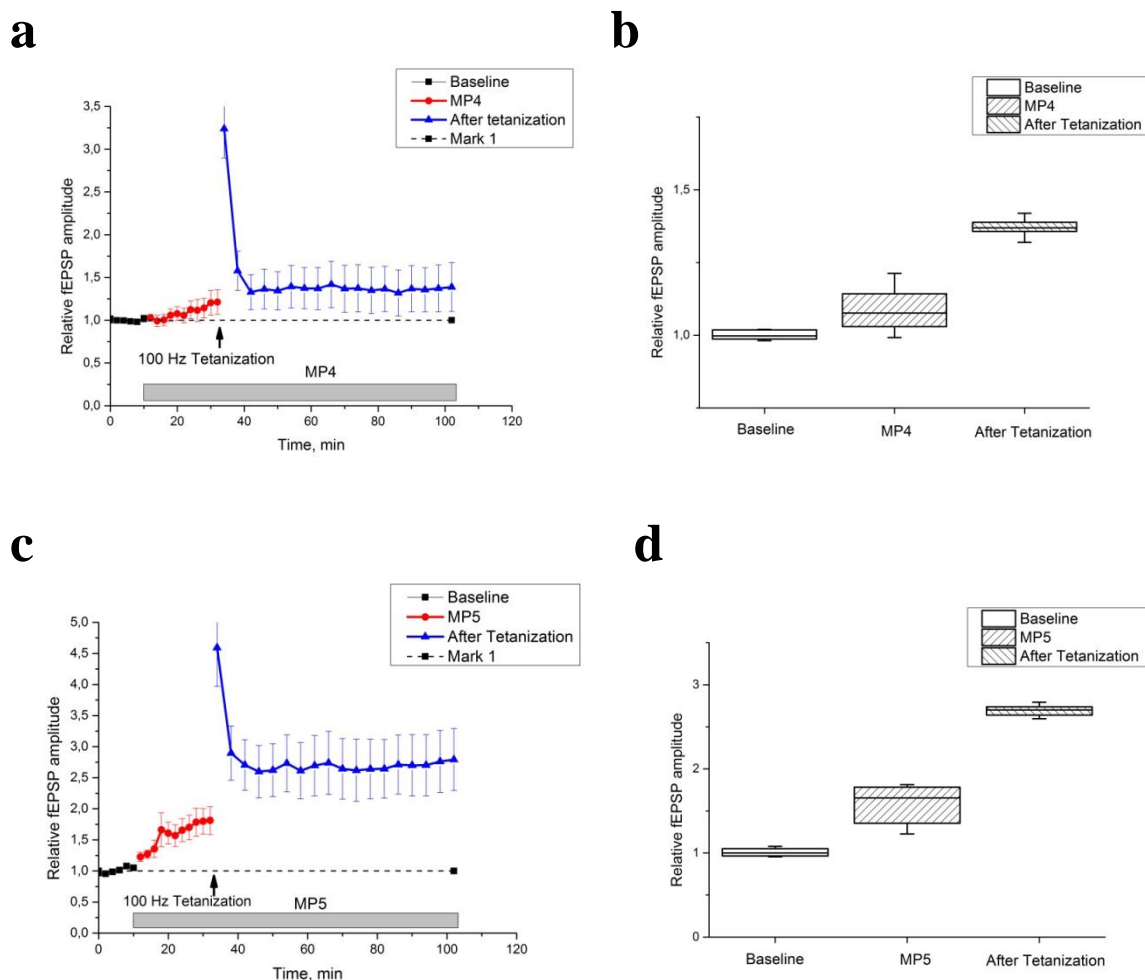 a
Baseline
MP4
After tetanization
Mark 1
3,5
3,0
2,5
2,0
1,5
1,0
0,5
0,0
Relative fEPSP amplitude
100 Hz Tetanization
MP4
0 20 40 60 80 100 120
Time, min
b
Baseline
MP4
After Tetanization
1,5
1,0
Relative fEPSP amplitude
Baseline MP4 After Tetanization
c
Baseline
MP5
After Tetanization
Mark 1
5,0
4,5
4,0
3,5
3,0
2,5
2,0
1,5
1,0
0,5
0,0
Relative fEPSP amplitude
100 Hz Tetanization
MP5
0 20 40 60 80 100 120
Time, min
d
Baseline
MP5
After Tetanization
3
2
1
0
Relative fEPSP amplitude
Baseline MP5 After Tetanization